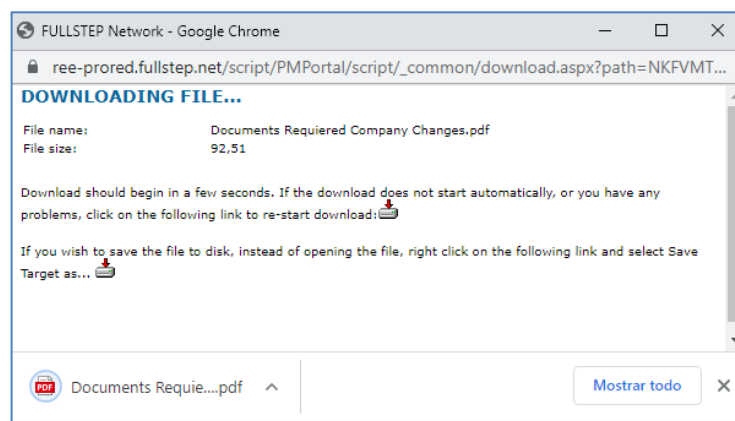 FULLSTEP Network - Google Chrome
ree-prored.fullstep.net/script/PMPortal/script/_common/download.aspx?path=NKFVMT...
DOWNLOADING FILE...
File name: Documents Requiered Company Changes.pdf
File size: 92,51
Download should begin in a few seconds. If the download does not start automatically, or you have any
problems, click on the following link to re-start download:
If you wish to save the file to disk, instead of opening the file, right click on the following link and select Save
Target as...
PDF
Documents Requie....pdf
Mostrar todo